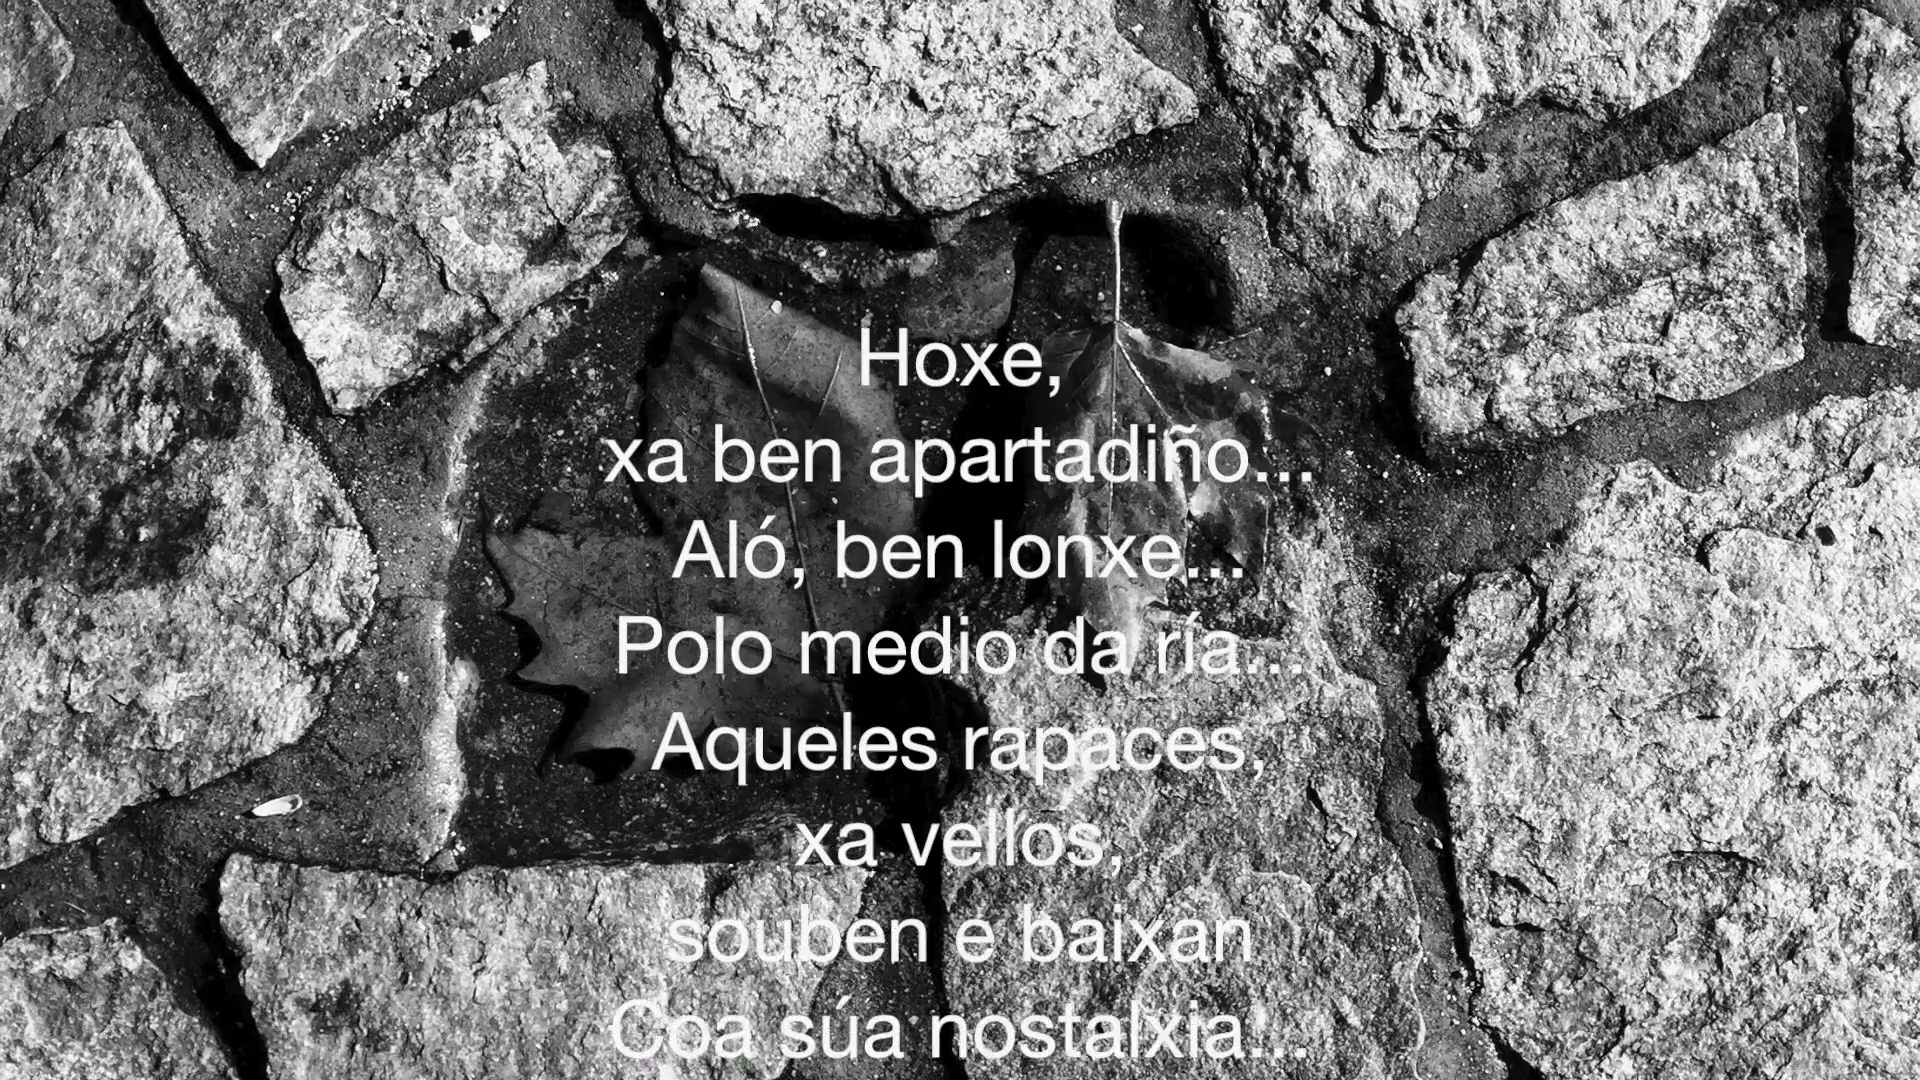 Hoxe,
xa ben apartadiño...
Aló, ben lonxe...
Polo medio da ría...
Aqueles rapaces,
xa vellos,
souben e baixan
Coa súa nostalxia...